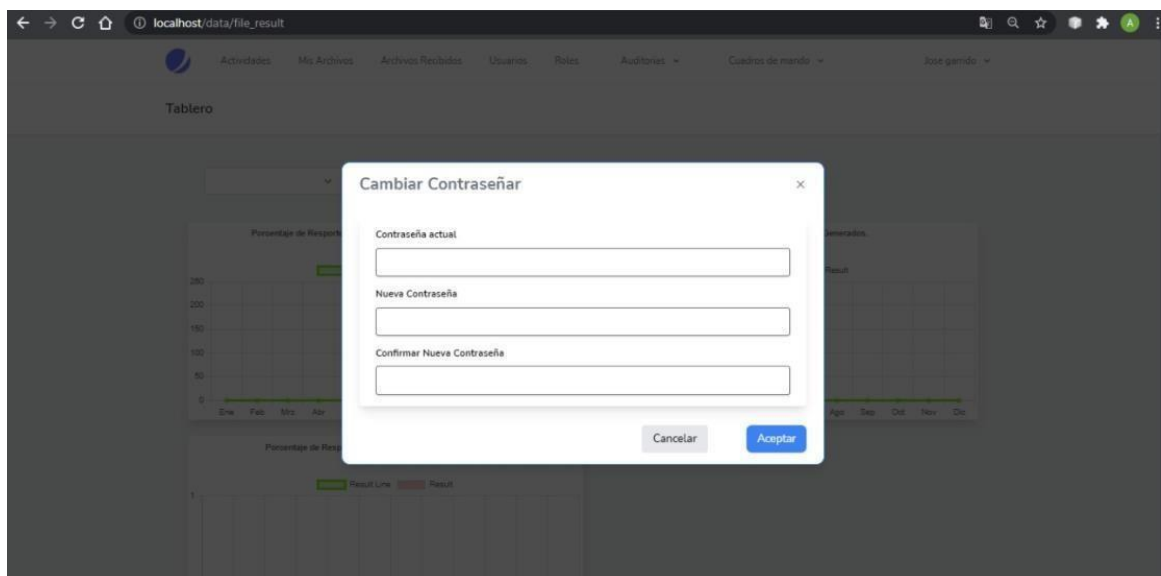 localhost/data/file_result
A
Actividades Mis Archivos Archivos Recibidos Usuarios Roles Auditorias Cuadros de mando Jose garrido
Tablero
Cambiar Contraseñar ×
Porcentaje de Generados.
Contraseña actual
Result
Nueva Contraseña
Confirmar Nueva Contraseña
250
200
150
100
50
0
Ene Feb Mrz Abr Ago Sep Oct Nov Dic
Cancelar Aceptar
Porcentaje de
Result Line Result
1